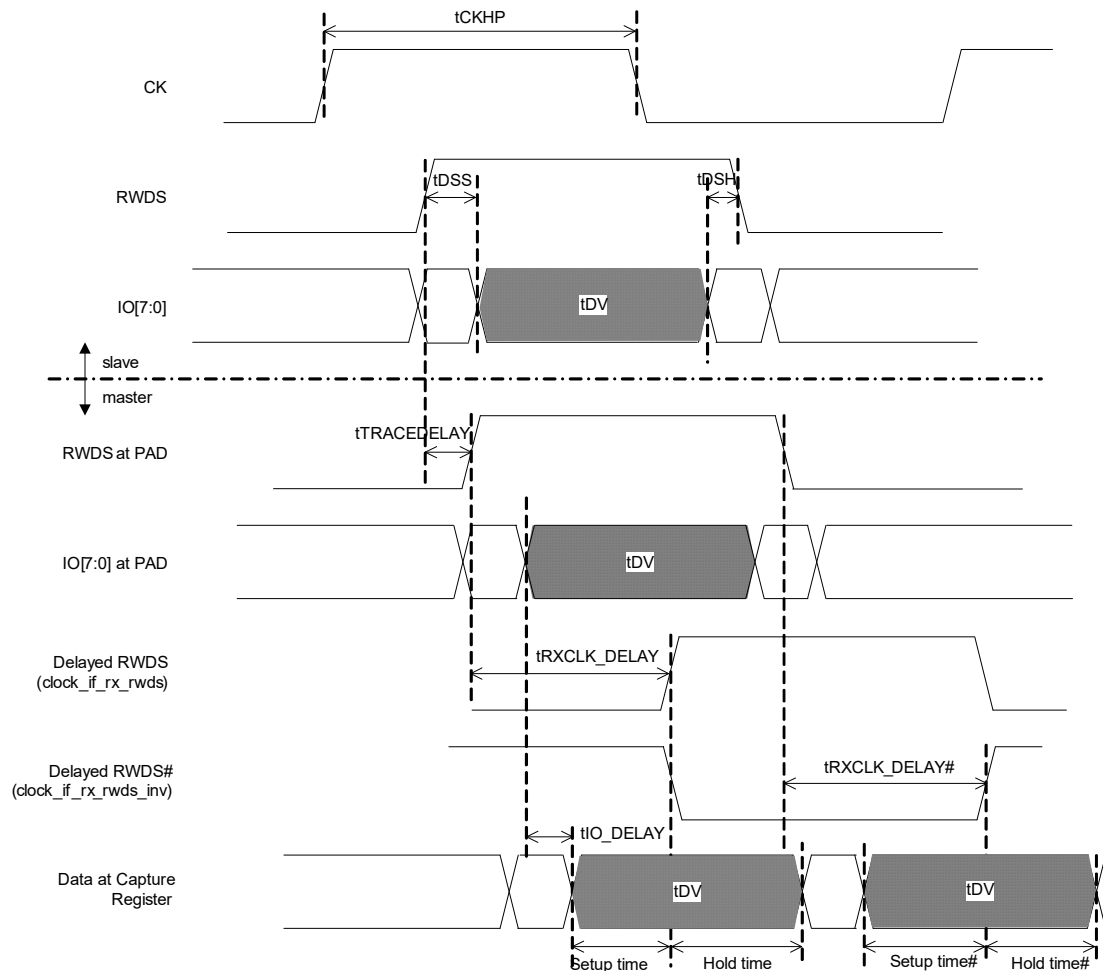 tCKHP
CK
RWDS
tDSS
tDSH
IO[7:0]
tDV
slave
master
tTRACEDELAY
RWDS at PAD
IO[7:0] at PAD
tDV
Delayed RWDS
(clock_if_rx_rwds)
tRXCLK_DELAY
Delayed RWDS#
(clock_if_rx_rwds_inv)
tRXCLK_DELAY#
tIO_DELAY
Data at Capture
Register
tDV
tDV
Setup time
Hold time
Setup time#
Hold time#